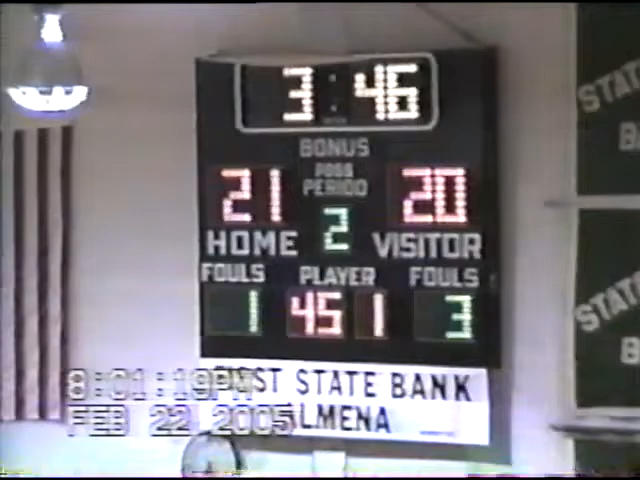 3:46
BONUS
POSS
PERIOD
21 20
2
HOME VISITOR
FOULS PLAYER FOULS
1 45 1 3
8:01:19PM
FEB 22 2005
STATE BANK
ALMENA
STAT
STAT